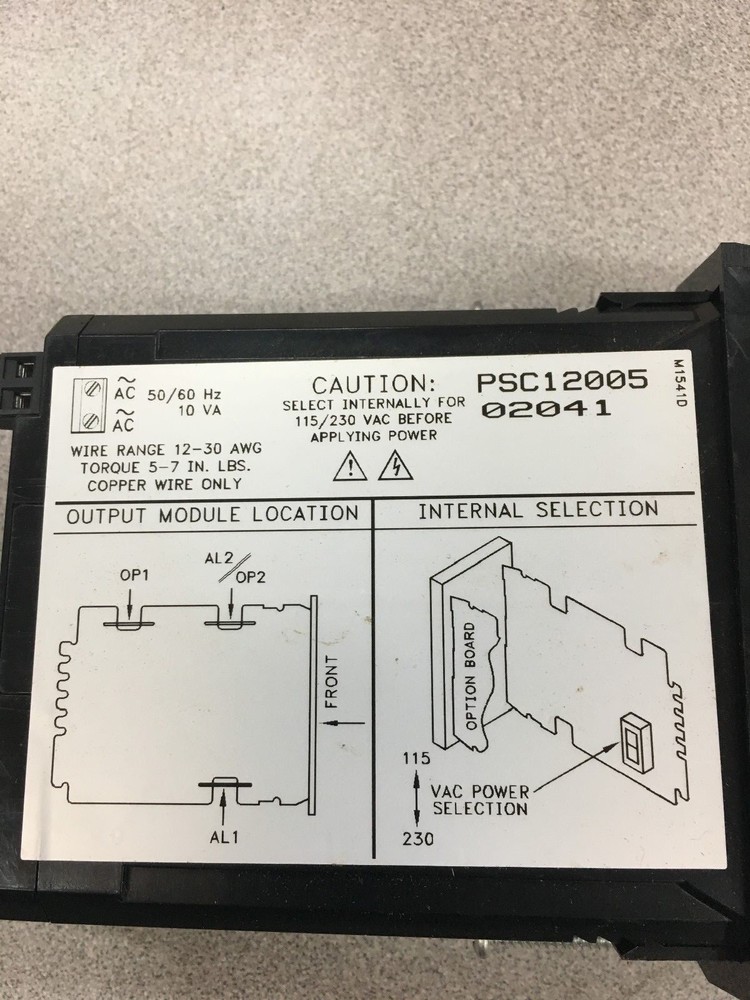 AC 50/60 Hz
10 VA
AC
WIRE RANGE 12-30 AWG
TORQUE 5-7 IN. LBS.
COPPER WIRE ONLY
CAUTION:
SELECT INTERNALLY FOR
115/230 VAC BEFORE
APPLYING POWER
PSC12005
02041
M1541D
OUTPUT MODULE LOCATION
OP1
AL2/OP2
FRONT
AL1
INTERNAL SELECTION
OPTION BOARD
115
VAC POWER
SELECTION
230